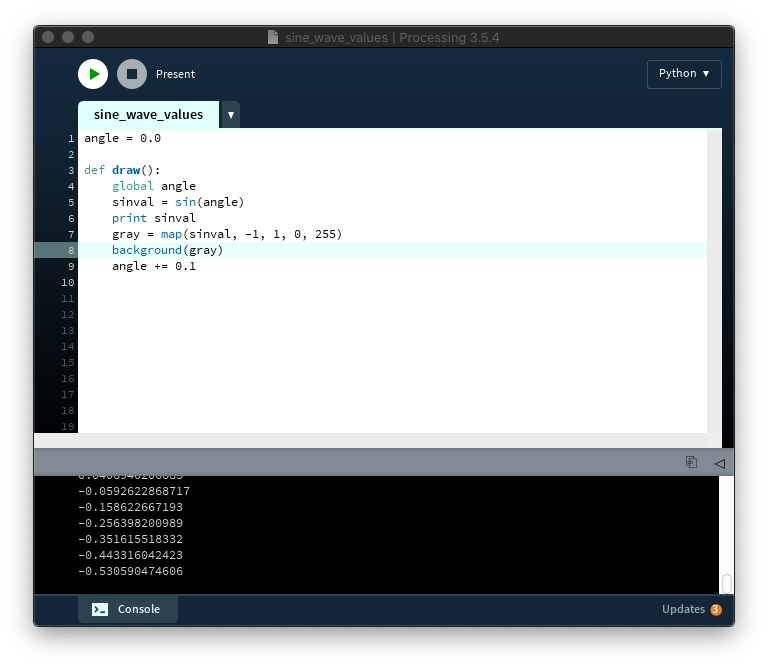 sine_wave_values | Processing 3.5.4
Present
Python ▾
sine_wave_values ▾
1 angle = 0.0
2
3 def draw():
4     global angle
5     sinval = sin(angle)
6     print sinval
7     gray = map(sinval, -1, 1, 0, 255)
8     background(gray)
9     angle += 0.1
10
11
12
13
14
15
16
17
18
19
-0.0592622868717
-0.158622667193
-0.256398200989
-0.351615518332
-0.443316042423
-0.530590474606
Console
Updates 3